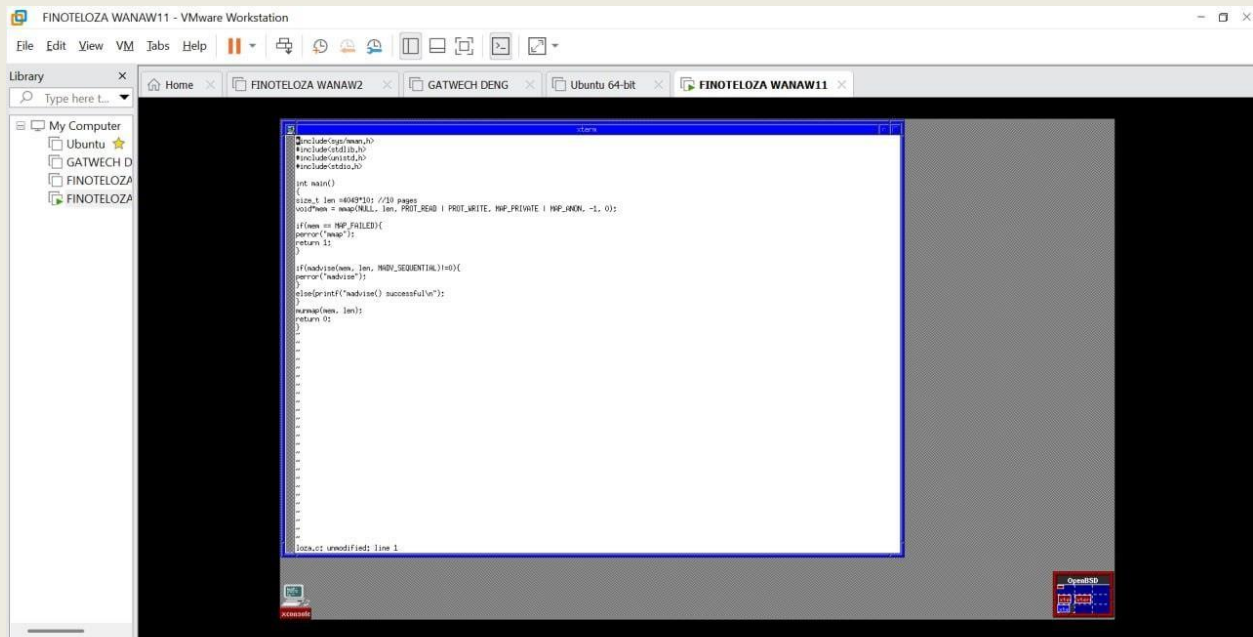 FINOTELOZA WANAW11 - VMware Workstation
File Edit View VM Tabs Help
Library
Type here t...
Home
FINOTELOZA WANAW2
GATWECH DENG
Ubuntu 64-bit
FINOTELOZA WANAW11
My Computer
Ubuntu
GATWECH D
FINOTELOZA
FINOTELOZA
xterm
#include<sys/mman.h>
#include<stdlib.h>
#include<unistd.h>
#include<stdio.h>
int main()
{
size_t len =4049*10; //10 pages
void*mem = mmap(NULL, len, PROT_READ | PROT_WRITE, MAP_PRIVATE | MAP_ANON, -1, 0);
if(mem == MAP_FAILED){
perror("mmap");
return 1;
}
if(madvise(mem, len, MADV_SEQUENTIAL)!=0){
perror("madvise");
}
else{printf("madvise() successful\n");
}
munmap(mem, len);
return 0;
}
loza.c: unmodified: line 1
xconsole
OpenBSD